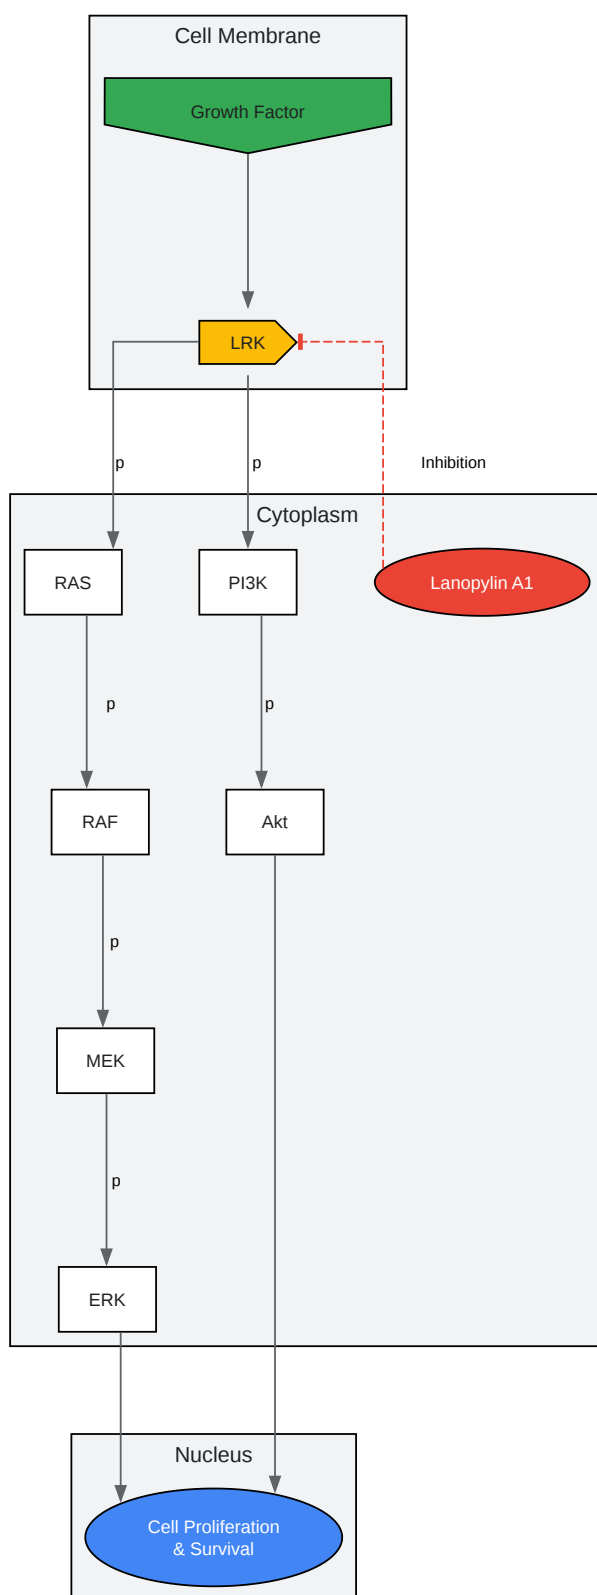 Cell Membrane
Growth Factor
LRK
p
p
Inhibition
Cytoplasm
RAS
PI3K
Lanopylin A1
p
p
RAF
Akt
p
MEK
p
ERK
Nucleus
Cell Proliferation
& Survival